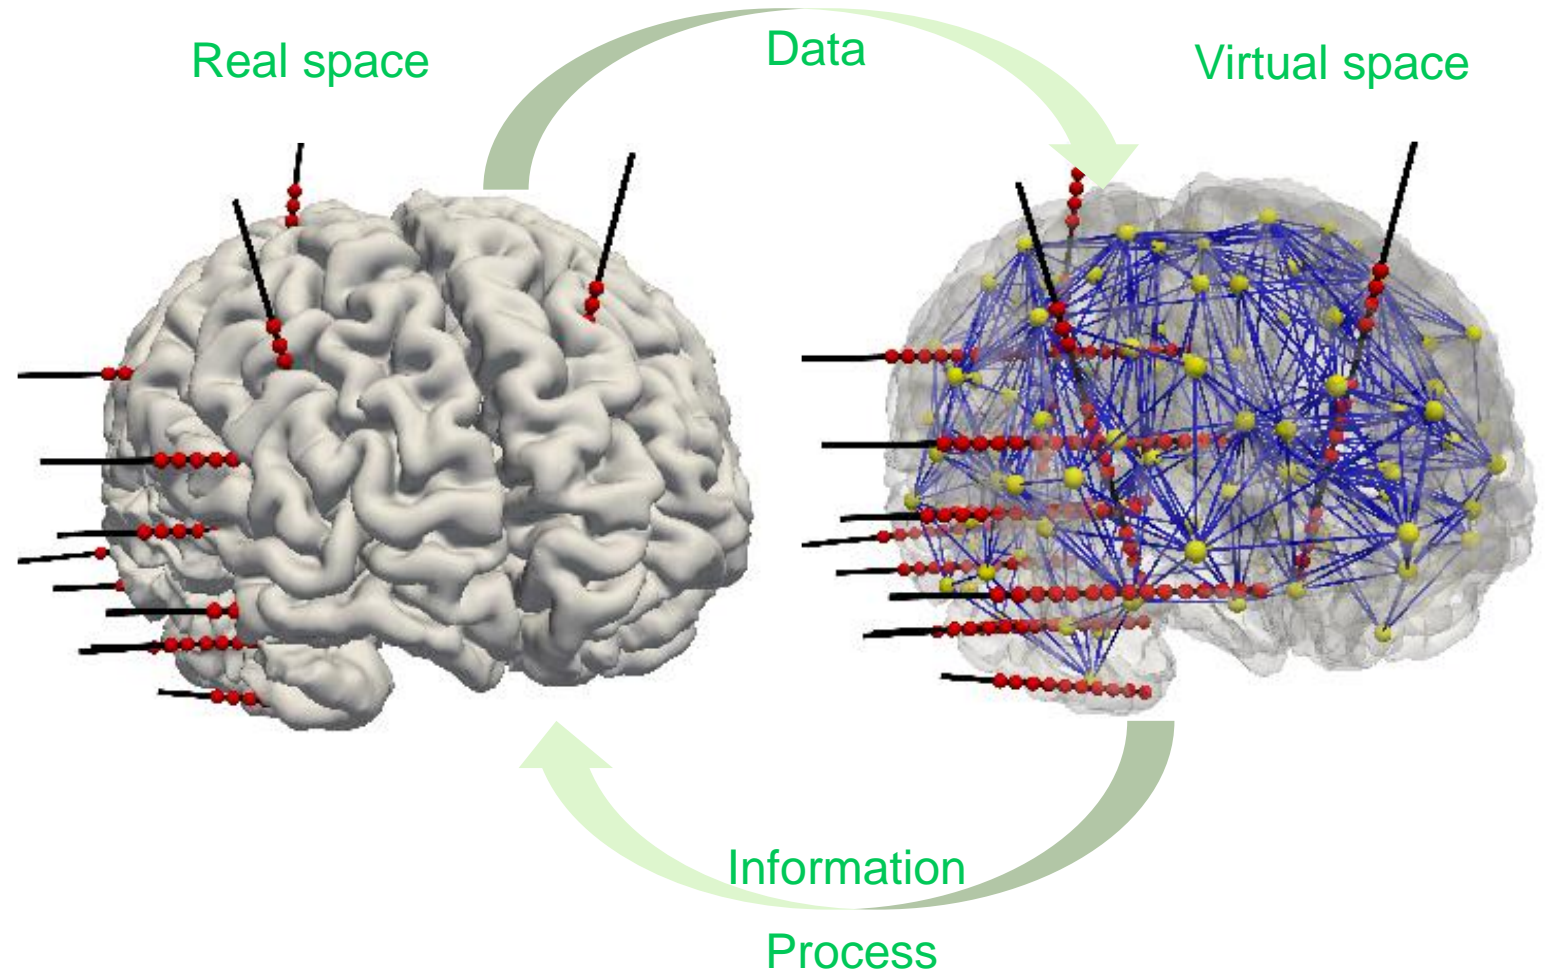 Real space
Data
Virtual space
Information
Process